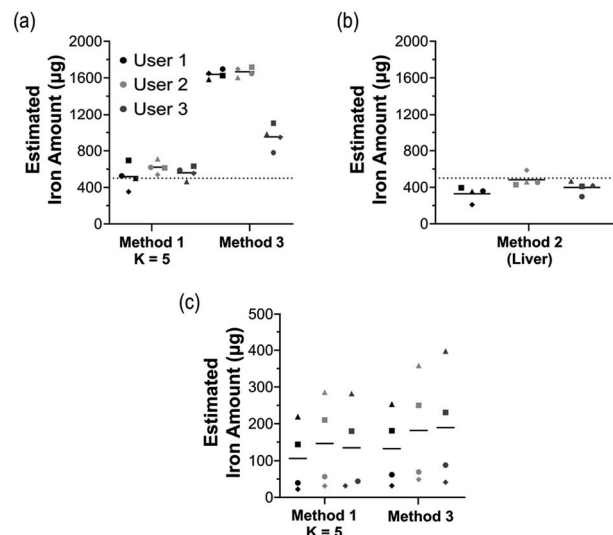 (a)
Estimated
Iron Amount (µg)
2000
1600
1200
800
400
0
User 1
User 2
User 3
Method 1
K = 5
Method 3
(b)
Estimated
Iron Amount (µg)
2000
1600
1200
800
400
0
Method 2
(Liver)
(c)
Estimated
Iron Amount (µg)
500
400
300
200
100
0
Method 1
K = 5
Method 3